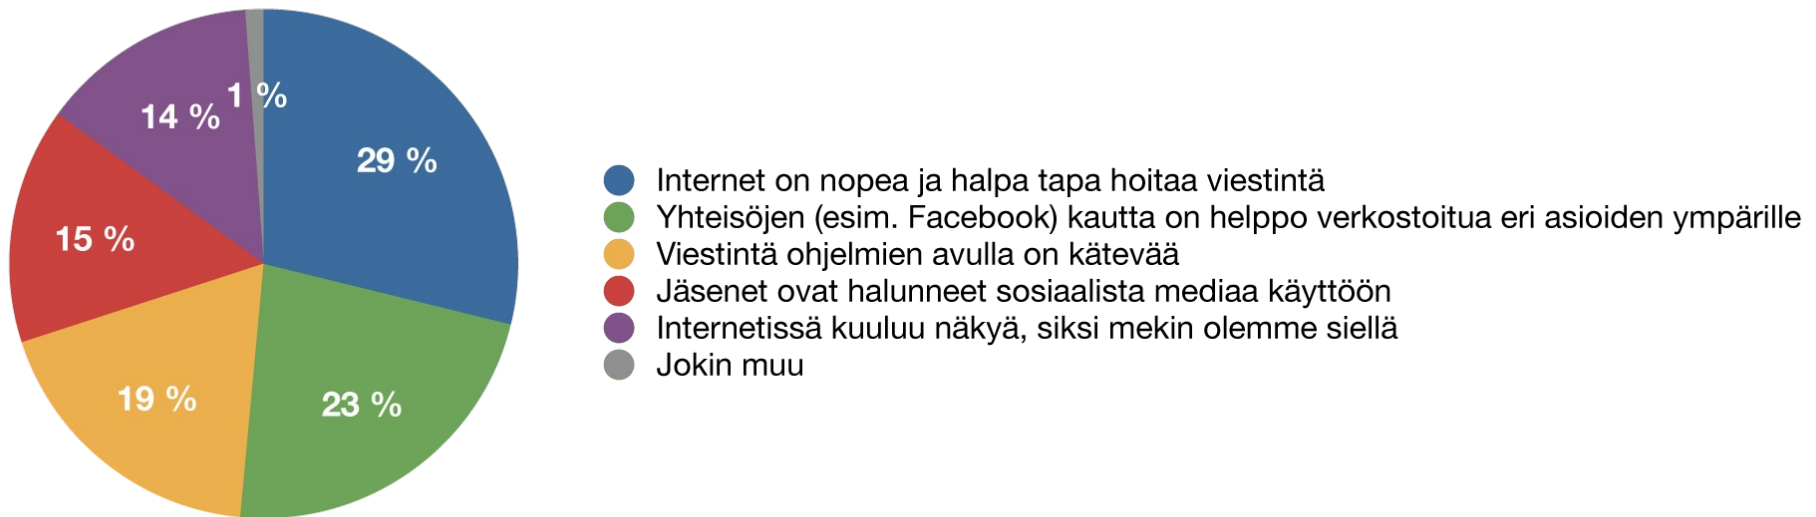 1 %
14 %
29 %
15 %
19 %
23 %
Internet on nopea ja halpa tapa hoitaa viestintä
Yhteisöjen (esim. Facebook) kautta on helppo verkostoitua eri asioiden ympärille
Viestintä ohjelmien avulla on kätevää
Jäsenet ovat halunneet sosiaalista mediaa käyttöön
Internetissä kuuluu näkyä, siksi mekin olemme siellä
Jokin muu